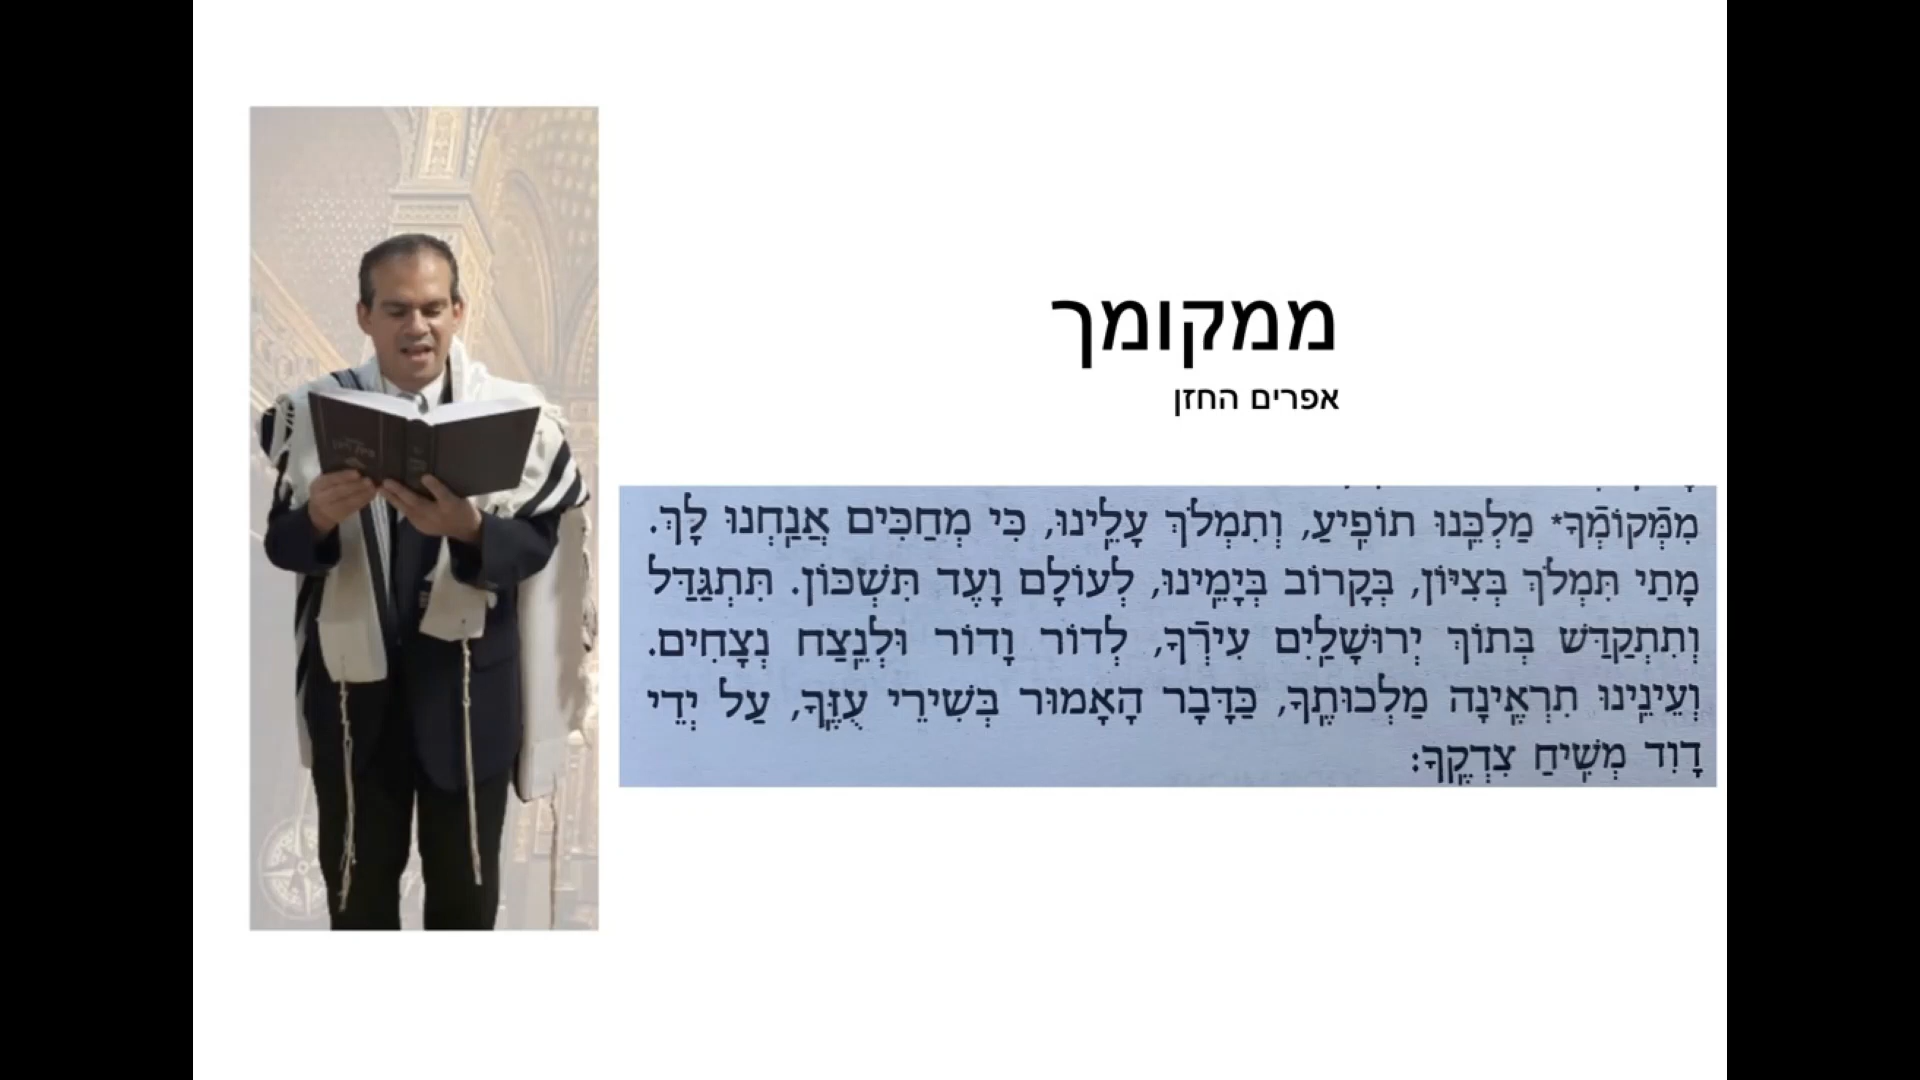 ממקומך
אפרים החזן
מִמְּקוֹמְךָ* מַלְכֵּנוּ תוֹפִיעַ, וְתִמְלֹךְ עָלֵינוּ, כִּי מְחַכִּים אֲנַחְנוּ לָךְ.
מָתַי תִּמְלֹךְ בְּצִיּוֹן, בְּקָרוֹב בְּיָמֵינוּ, לְעוֹלָם וָעֶד תִּשְׁכּוֹן. תִּתְגַּדַּל
וְתִתְקַדַּשׁ בְּתוֹךְ יְרוּשָׁלַיִם עִירְךָ, לְדוֹר וָדוֹר וּלְנֵצַח נְצָחִים.
וְעֵינֵינוּ תִרְאֶינָה מַלְכוּתֶךָ, כַּדָּבָר הָאָמוּר בְּשִׁירֵי עֻזֶּךָ, עַל יְדֵי
דָוִד מְשִׁיחַ צִדְקֶךָ: